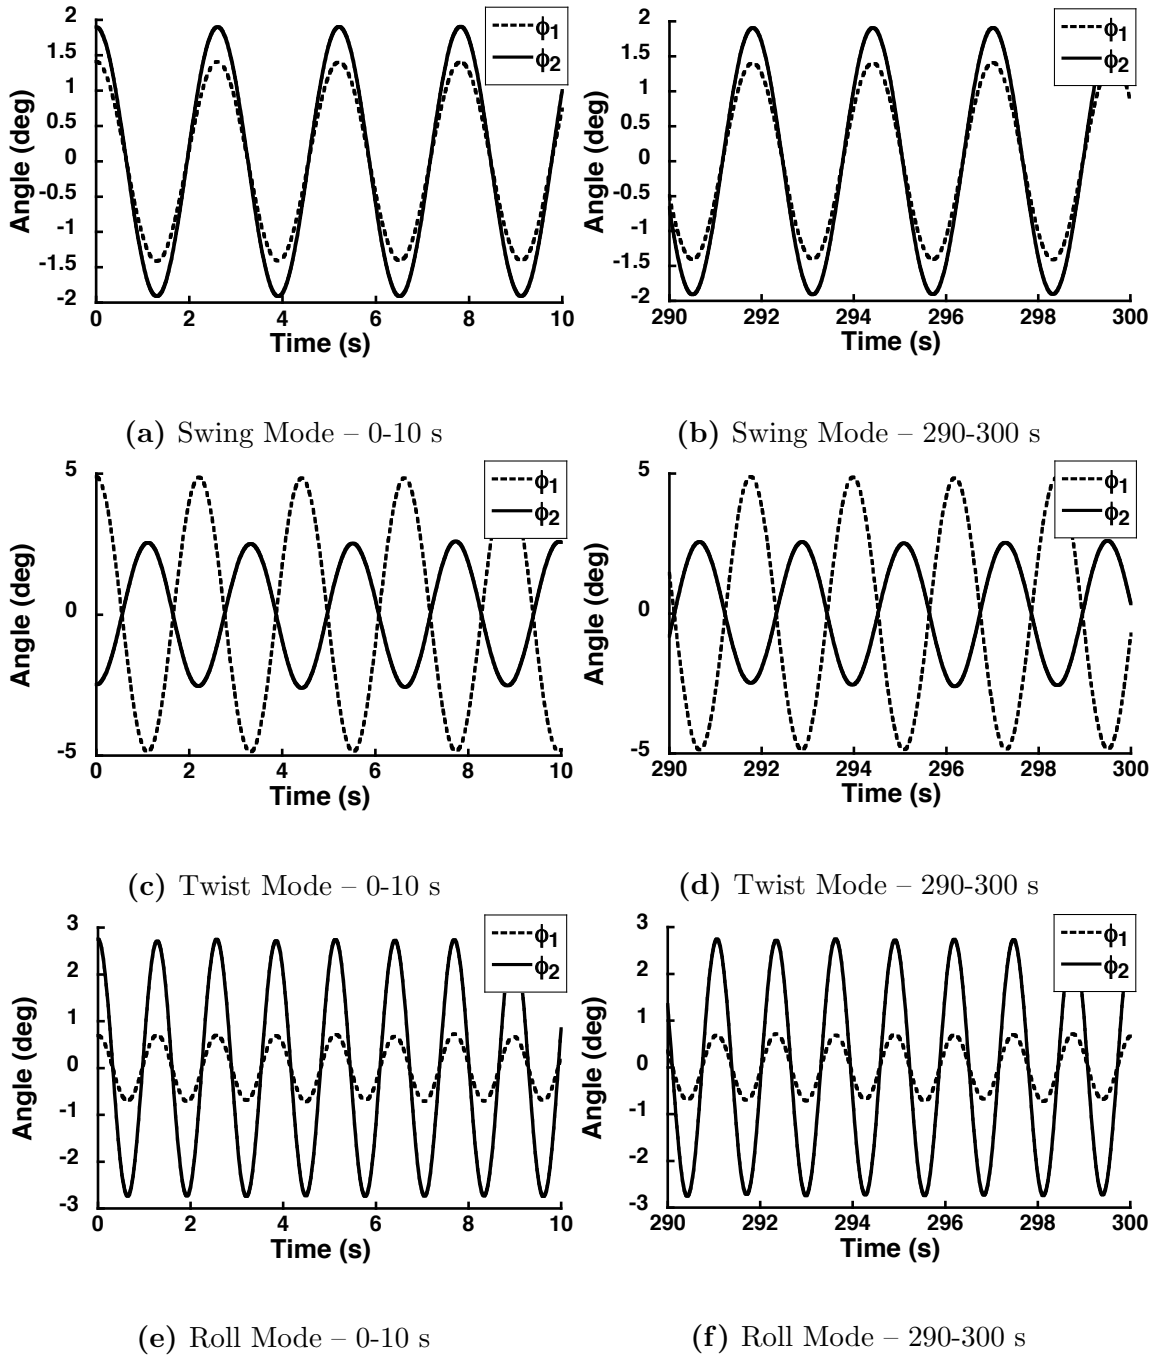 2
1.5
1
0.5
0
-0.5
-1
-1.5
-2
Angle (deg)
0 2 4 6 8 10
Time (s)
ϕ1
ϕ2
2
1.5
1
0.5
0
-0.5
-1
-1.5
-2
Angle (deg)
290 292 294 296 298 300
Time (s)
ϕ1
ϕ2
(a) Swing Mode – 0-10 s
(b) Swing Mode – 290-300 s
5
0
-5
Angle (deg)
0 2 4 6 8 10
Time (s)
ϕ1
ϕ2
5
0
-5
Angle (deg)
290 292 294 296 298 300
Time (s)
ϕ1
ϕ2
(c) Twist Mode – 0-10 s
(d) Twist Mode – 290-300 s
3
2
1
0
-1
-2
-3
Angle (deg)
0 2 4 6 8 10
Time (s)
ϕ1
ϕ2
3
2
1
0
-1
-2
-3
Angle (deg)
290 292 294 296 298 300
Time (s)
ϕ1
ϕ2
(e) Roll Mode – 0-10 s
(f) Roll Mode – 290-300 s